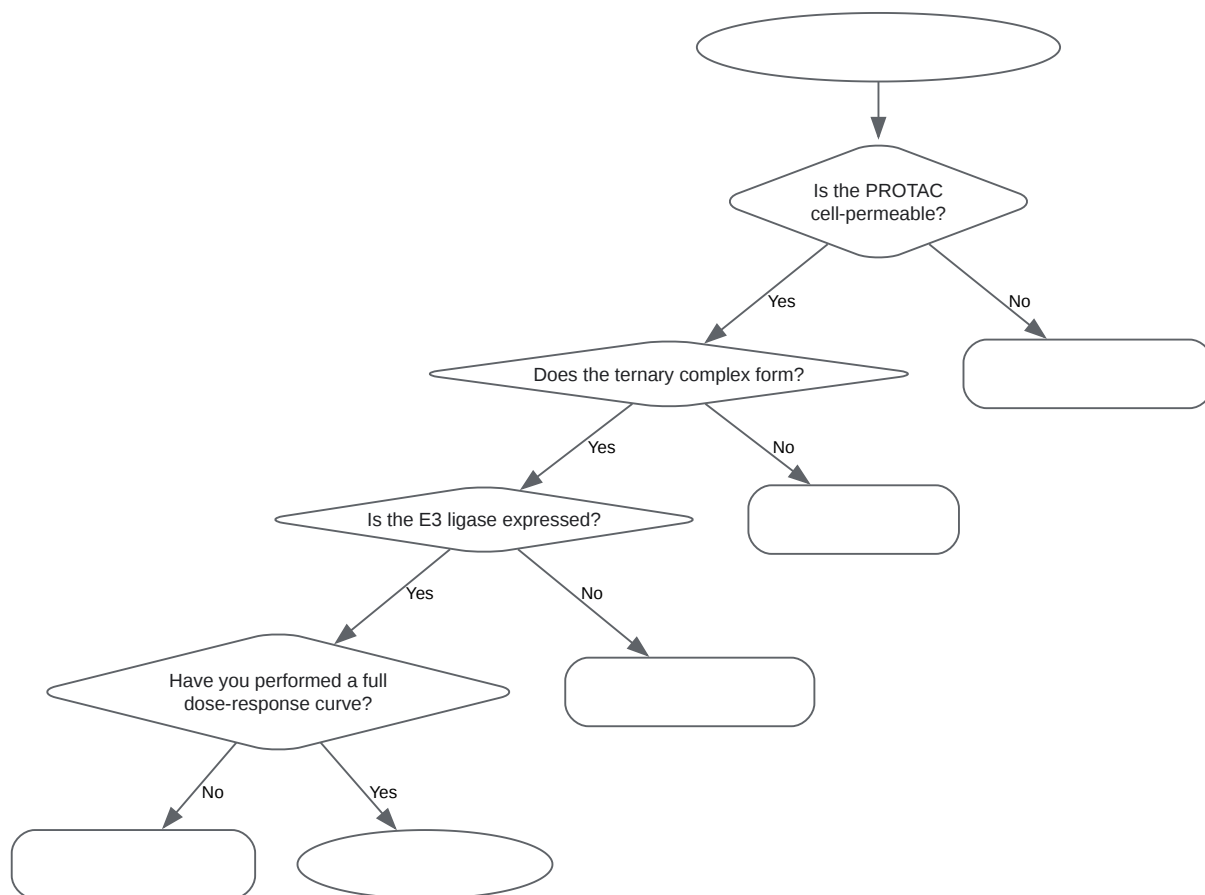 Is the PROTAC
cell-permeable?
Yes
No
Does the ternary complex form?
Yes
No
Is the E3 ligase expressed?
Yes
No
Have you performed a full
dose-response curve?
No
Yes